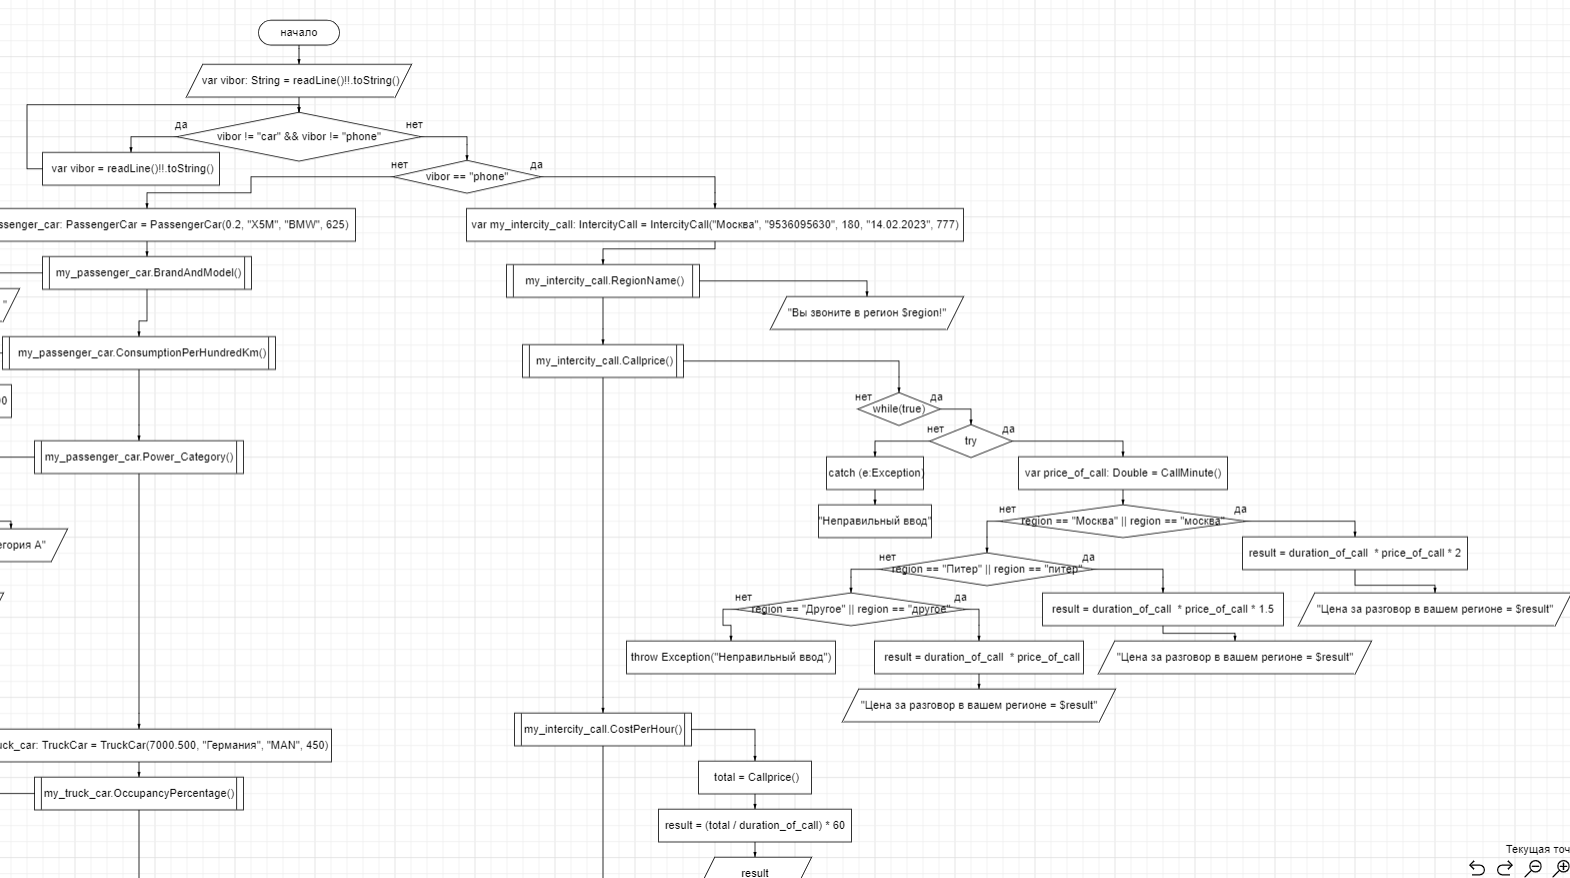 начало
var vibor: String = readLine()!!.toString()
да
нет
vibor != "car" && vibor != "phone"
var vibor = readLine()!!.toString()
нет
да
vibor == "phone"
ssenger_car: PassengerCar = PassengerCar(0.2, "X5M", "BMW", 625)
var my_intercity_call: IntercityCall = IntercityCall("Москва", "9536095630", 180, "14.02.2023", 777)
my_passenger_car.BrandAndModel()
my_intercity_call.RegionName()
"
"Вы звоните в регион $region!"
my_passenger_car.ConsumptionPerHundredKm()
my_intercity_call.Callprice()
нет
да
while(true)
нет
да
try
my_passenger_car.Power_Category()
catch (e:Exception)
var price_of_call: Double = CallMinute()
"Неправильный ввод"
нет
да
region == "Москва" || region == "москва"
егория А"
result = duration_of_call * price_of_call * 2
нет
да
region == "Питер" || region == "питер"
нет
да
region == "Другое" || region == "другое"
result = duration_of_call * price_of_call * 1.5
"Цена за разговор в вашем регионе = $result"
throw Exception("Неправильный ввод")
result = duration_of_call * price_of_call
"Цена за разговор в вашем регионе = $result"
"Цена за разговор в вашем регионе = $result"
my_intercity_call.CostPerHour()
uck_car: TruckCar = TruckCar(7000.500, "Германия", "MAN", 450)
total = Callprice()
my_truck_car.OccupancyPercentage()
result = (total / duration_of_call) * 60
result
Текущая точ